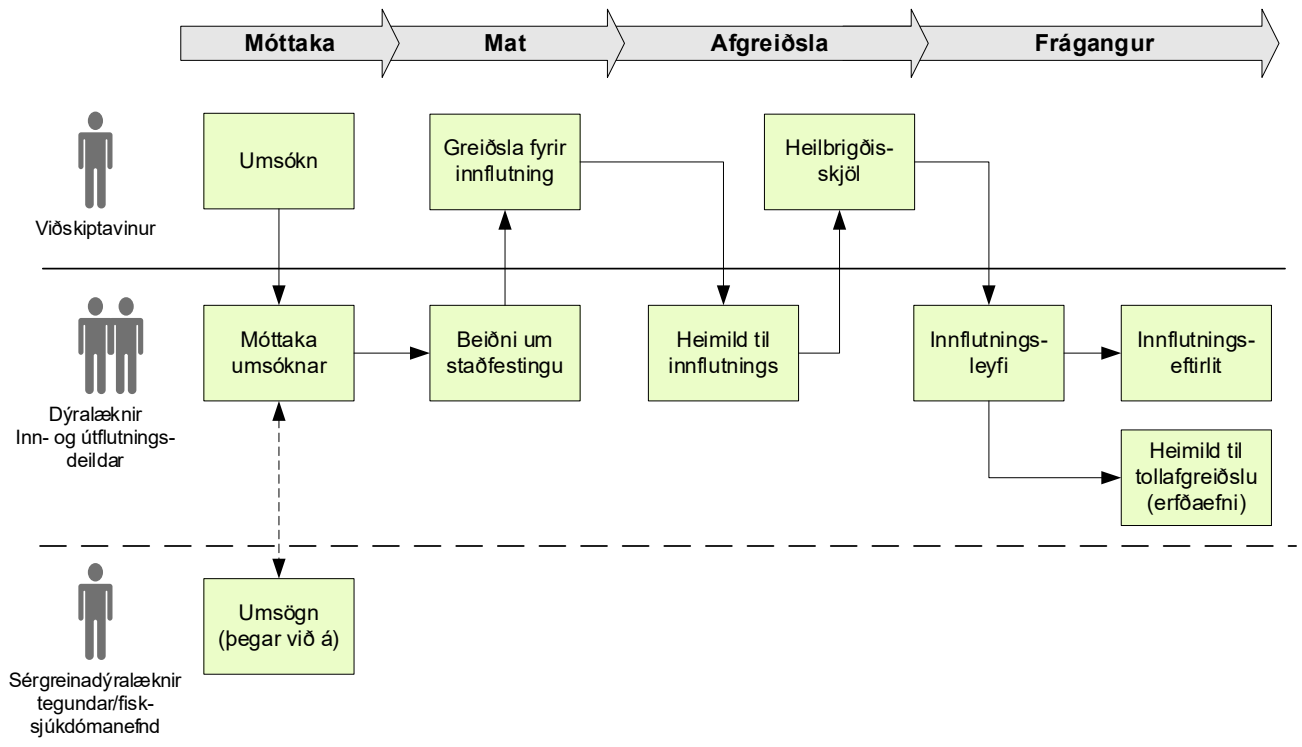 Móttaka
Mat
Afgreiðsla
Frágangur
Viðskiptavinur
Umsókn
Greiðsla fyrir
innflutning
Heilbrigðis-
skjöl
Dýralæknir
Inn- og útflutnings-
deildar
Móttaka
umsóknar
Beiðni um
staðfestingu
Heimild til
innflutnings
Innflutnings-
leyfi
Innflutnings-
eftirlit
Heimild til
tollafgreiðslu
(erfðaefni)
Sérgreinadýralæknir
tegundar/fisk-
sjúkdómanefnd
Umsögn
(þegar við á)